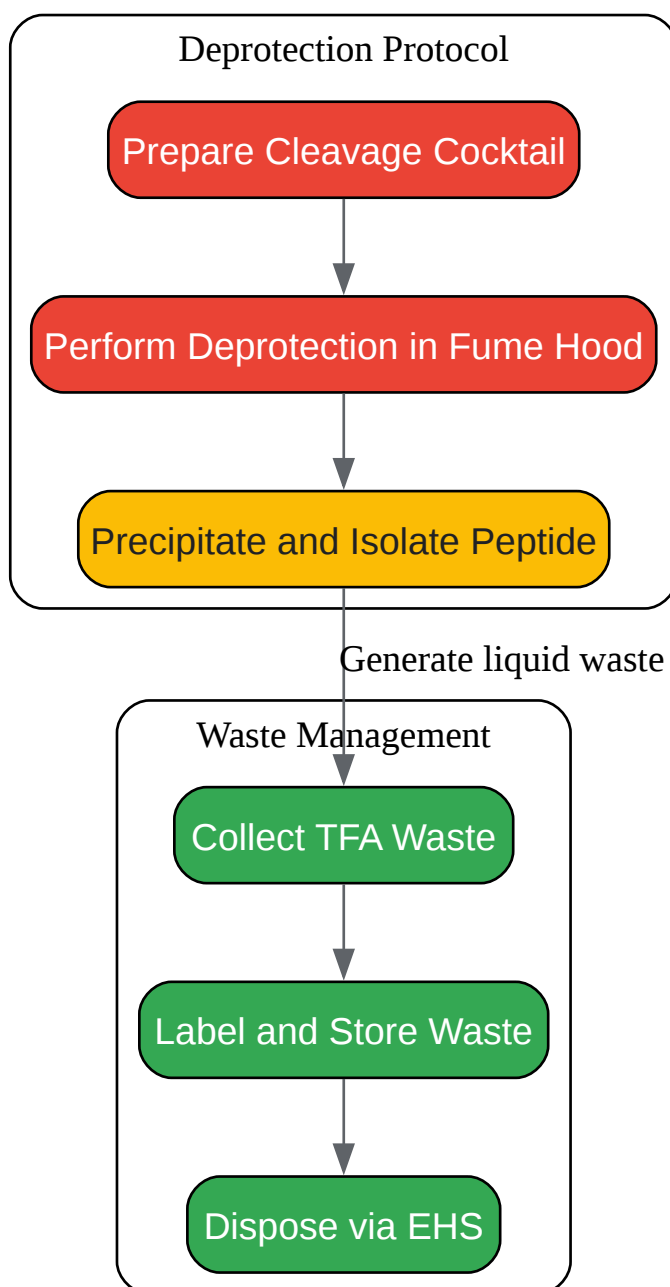 Deprotection Protocol
Prepare Cleavage Cocktail
Perform Deprotection in Fume Hood
Precipitate and Isolate Peptide
Generate liquid waste
Waste Management
Collect TFA Waste
Label and Store Waste
Dispose via EHS